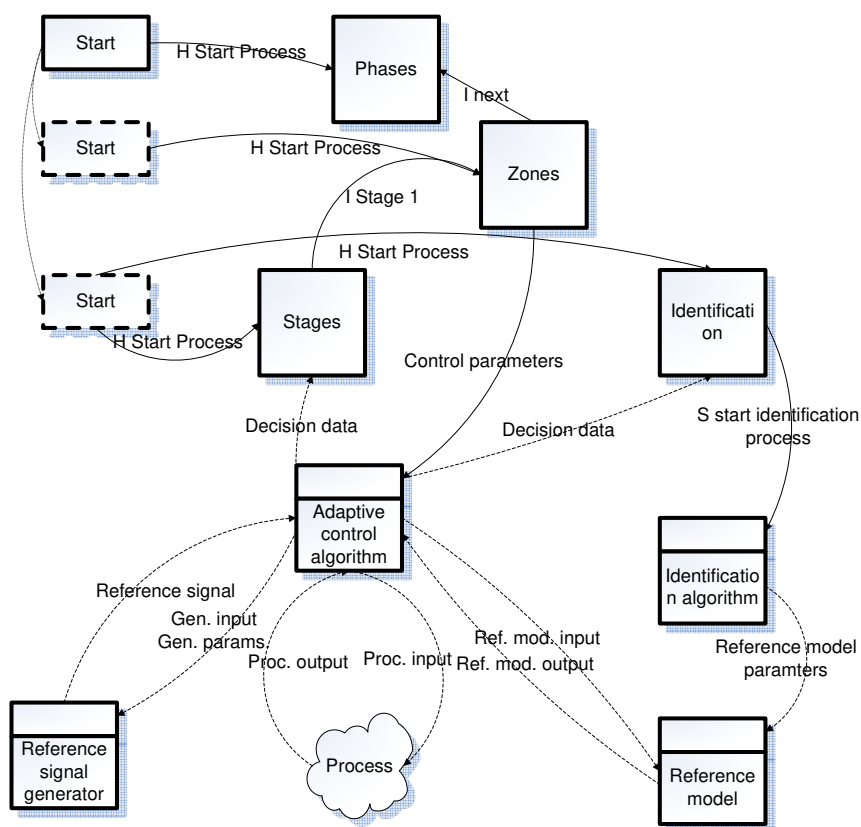 Start
H Start Process
Phases
I next
Start
H Start Process
Zones
I Stage 1
H Start Process
Start
Stages
Identificati
on
H Start Process
Control parameters
S start identification
process
Decision data
Decision data
Adaptive
control
algorithm
Identificatio
n algorithm
Reference signal
Gen. input
Gen. params
Proc. output
Proc. input
Ref. mod. input
Ref. mod. output
Reference model
paramters
Reference
signal
generator
Process
Reference
model